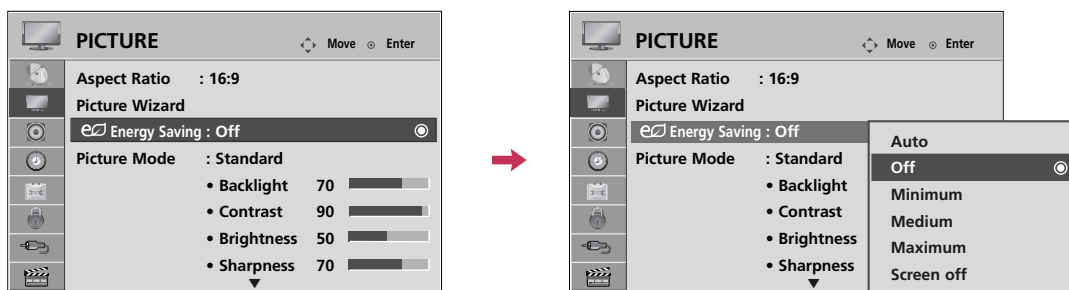 PICTURE
Move Enter
Aspect Ratio : 16:9
Picture Wizard
Energy Saving : Off
Picture Mode : Standard
• Backlight 70
• Contrast 90
• Brightness 50
• Sharpness 70
PICTURE
Move Enter
Aspect Ratio : 16:9
Picture Wizard
Energy Saving : Off
Picture Mode : Standard
• Backlight
• Contrast
• Brightness
• Sharpness
Auto
Off
Minimum
Medium
Maximum
Screen off